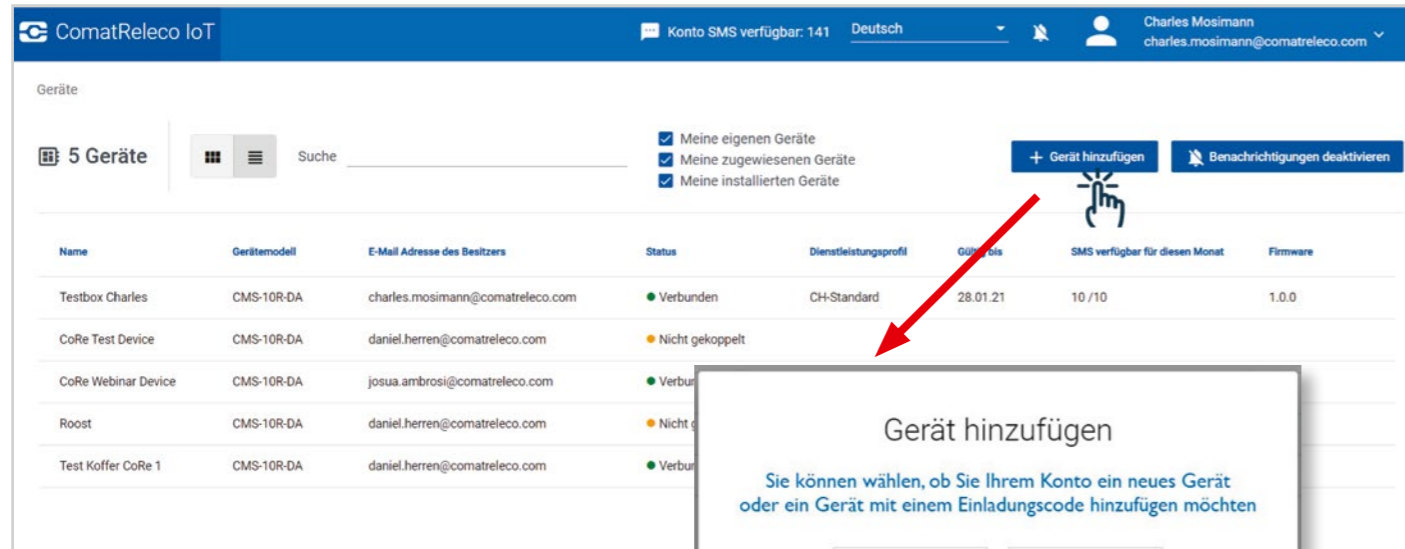 ComatReleco IoT
Konto SMS verfügbar: 141
Deutsch
Charles Mosimann
charles.mosimann@comatreleco.com
Geräte
5 Geräte
Suche
Meine eigenen Geräte
Meine zugewiesenen Geräte
Meine installierten Geräte
+ Gerät hinzufügen
Benachrichtigungen deaktivieren
Name Gerätemodell E-Mail Adresse des Besitzers Status Dienstleistungsprofil Gültig bis SMS verfügbar für diesen Monat Firmware
Testbox Charles CMS-10R-DA charles.mosimann@comatreleco.com Verbunden CH-Standard 28.01.21 10 /10 1.0.0
CoRe Test Device CMS-10R-DA daniel.herren@comatreleco.com Nicht gekoppelt
CoRe Webinar Device CMS-10R-DA josua.ambrosi@comatreleco.com Verbun
Roost CMS-10R-DA daniel.herren@comatreleco.com Nicht g
Test Koffer CoRe 1 CMS-10R-DA daniel.herren@comatreleco.com Verbun
Gerät hinzufügen
Sie können wählen, ob Sie Ihrem Konto ein neues Gerät
oder ein Gerät mit einem Einladungscode hinzufügen möchten